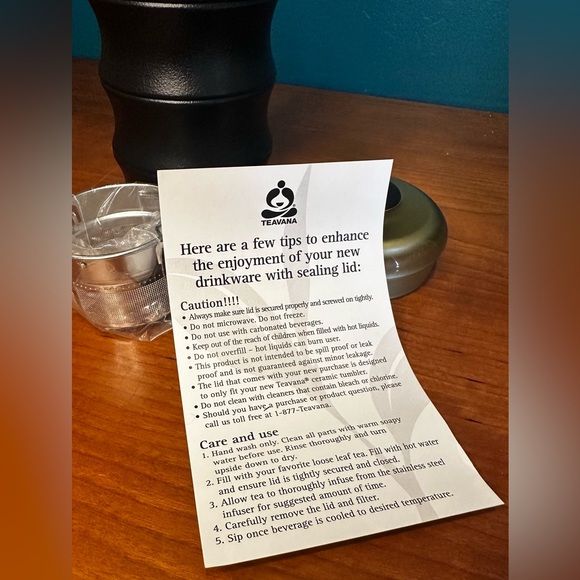 TEAVANA
Here are a few tips to enhance
the enjoyment of your new
drinkware with sealing lid:
Caution!!!!
• Always make sure lid is secured properly and screwed on tightly.
• Do not microwave. Do not freeze.
• Do not use with carbonated beverages.
• Keep out of the reach of children when filled with hot liquids.
• Do not overfill – hot liquids can burn user.
• This product is not intended to be spill proof or leak
proof and is not guaranteed against minor leakage.
• The lid that comes with your new purchase is designed
to only fit your new Teavana® ceramic tumbler.
• Do not clean with cleaners that contain bleach or chlorine.
• Should you have a purchase or product question, please
call us toll free at 1-877-Teavana.
Care and use
1. Hand wash only. Clean all parts with warm soapy
water before use. Rinse thoroughly and turn
upside down to dry.
2. Fill with your favorite loose leaf tea. Fill with hot water
and ensure lid is tightly secured and closed.
3. Allow tea to thoroughly infuse from the stainless steel
infuser for suggested amount of time.
4. Carefully remove the lid and filter.
5. Sip once beverage is cooled to desired temperature.